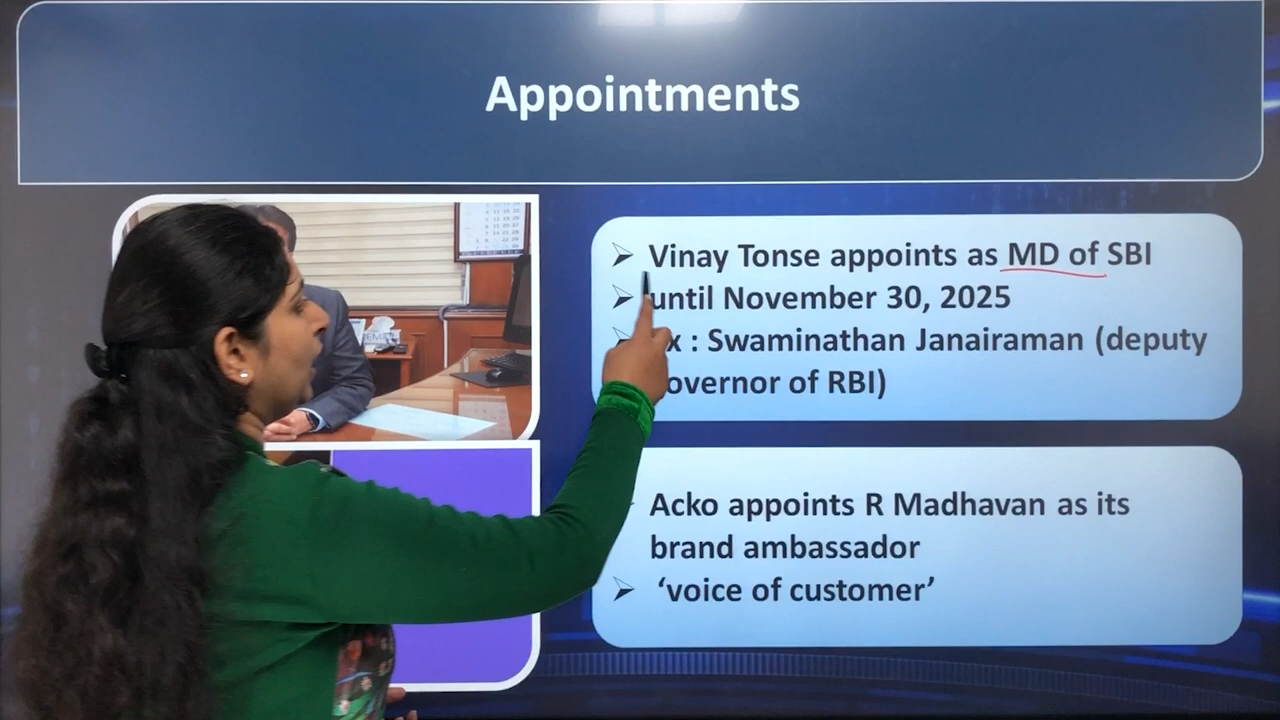 Appointments
Vinay Tonse appoints as MD of SBI
until November 30, 2025
: Swaminathan Janairaman (deputy
of RBI)
Acko appoints R Madhavan as its
brand ambassador
‘voice of customer’